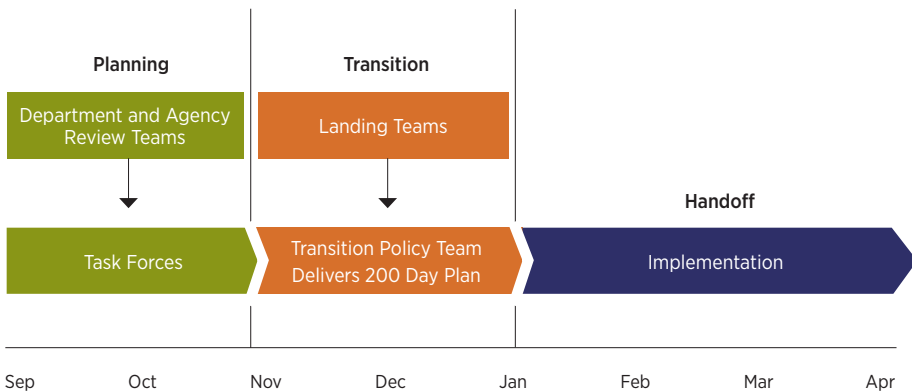 Planning
Transition
Department and Agency
Review Teams
Landing Teams
Handoff
Task Forces
Transition Policy Team
Delivers 200 Day Plan
Implementation
Sep
Oct
Nov
Dec
Jan
Feb
Mar
Apr